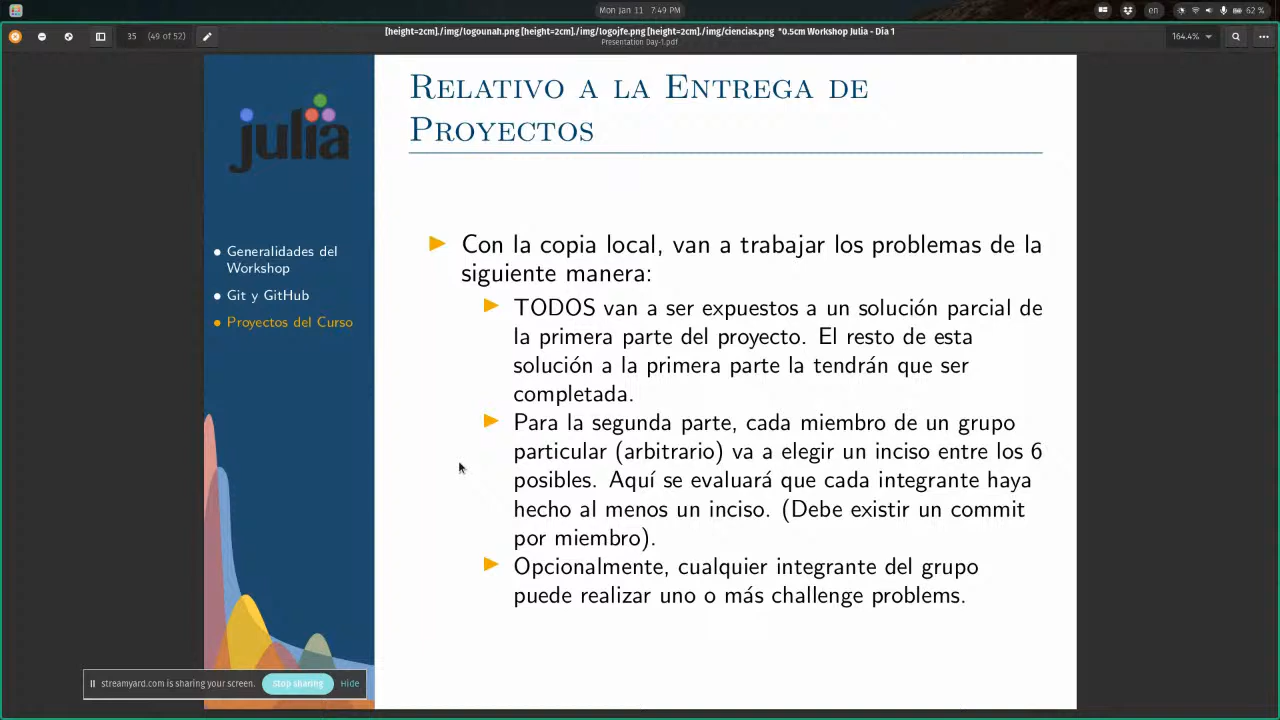 Mon Jan 11 7:49 PM
en
62 %
35 (49 of 52)
[height=2cm]./img/logounah.png [height=2cm]./img/logojfe.png [height=2cm]./img/ciencias.png *0.5cm Workshop Julia - Día 1
Presentation Day-1.pdf
164.4%
julia
RELATIVO A LA ENTREGA DE
PROYECTOS
Generalidades del
Workshop
Git y GitHub
Proyectos del Curso
Con la copia local, van a trabajar los problemas de la
siguiente manera:
TODOS van a ser expuestos a un solución parcial de
la primera parte del proyecto. El resto de esta
solución a la primera parte la tendrán que ser
completada.
Para la segunda parte, cada miembro de un grupo
particular (arbitrario) va a elegir un inciso entre los 6
posibles. Aquí se evaluará que cada integrante haya
hecho al menos un inciso. (Debe existir un commit
por miembro).
Opcionalmente, cualquier integrante del grupo
puede realizar uno o más challenge problems.
streamyard.com is sharing your screen. Stop sharing Hide